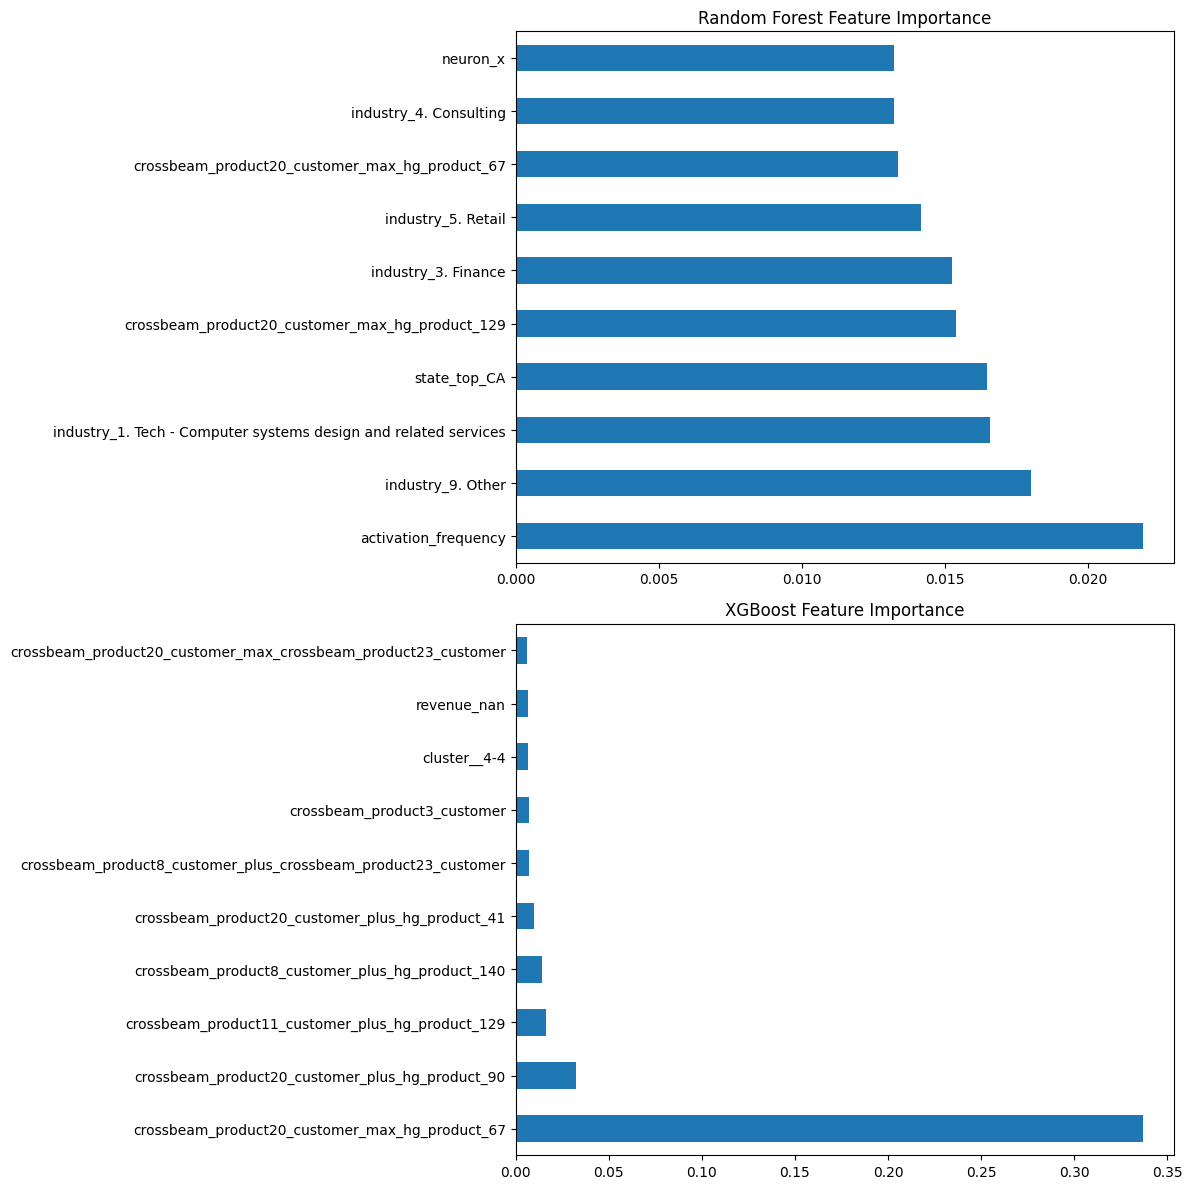 Random Forest Feature Importance
neuron_x
industry_4. Consulting
crossbeam_product20_customer_max_hg_product_67
industry_5. Retail
industry_3. Finance
crossbeam_product20_customer_max_hg_product_129
state_top_CA
industry_1. Tech - Computer systems design and related services
industry_9. Other
activation_frequency
0.000 0.005 0.010 0.015 0.020
XGBoost Feature Importance
crossbeam_product20_customer_max_crossbeam_product23_customer
revenue_nan
cluster__4-4
crossbeam_product3_customer
crossbeam_product8_customer_plus_crossbeam_product23_customer
crossbeam_product20_customer_plus_hg_product_41
crossbeam_product8_customer_plus_hg_product_140
crossbeam_product11_customer_plus_hg_product_129
crossbeam_product20_customer_plus_hg_product_90
crossbeam_product20_customer_max_hg_product_67
0.00 0.05 0.10 0.15 0.20 0.25 0.30 0.35